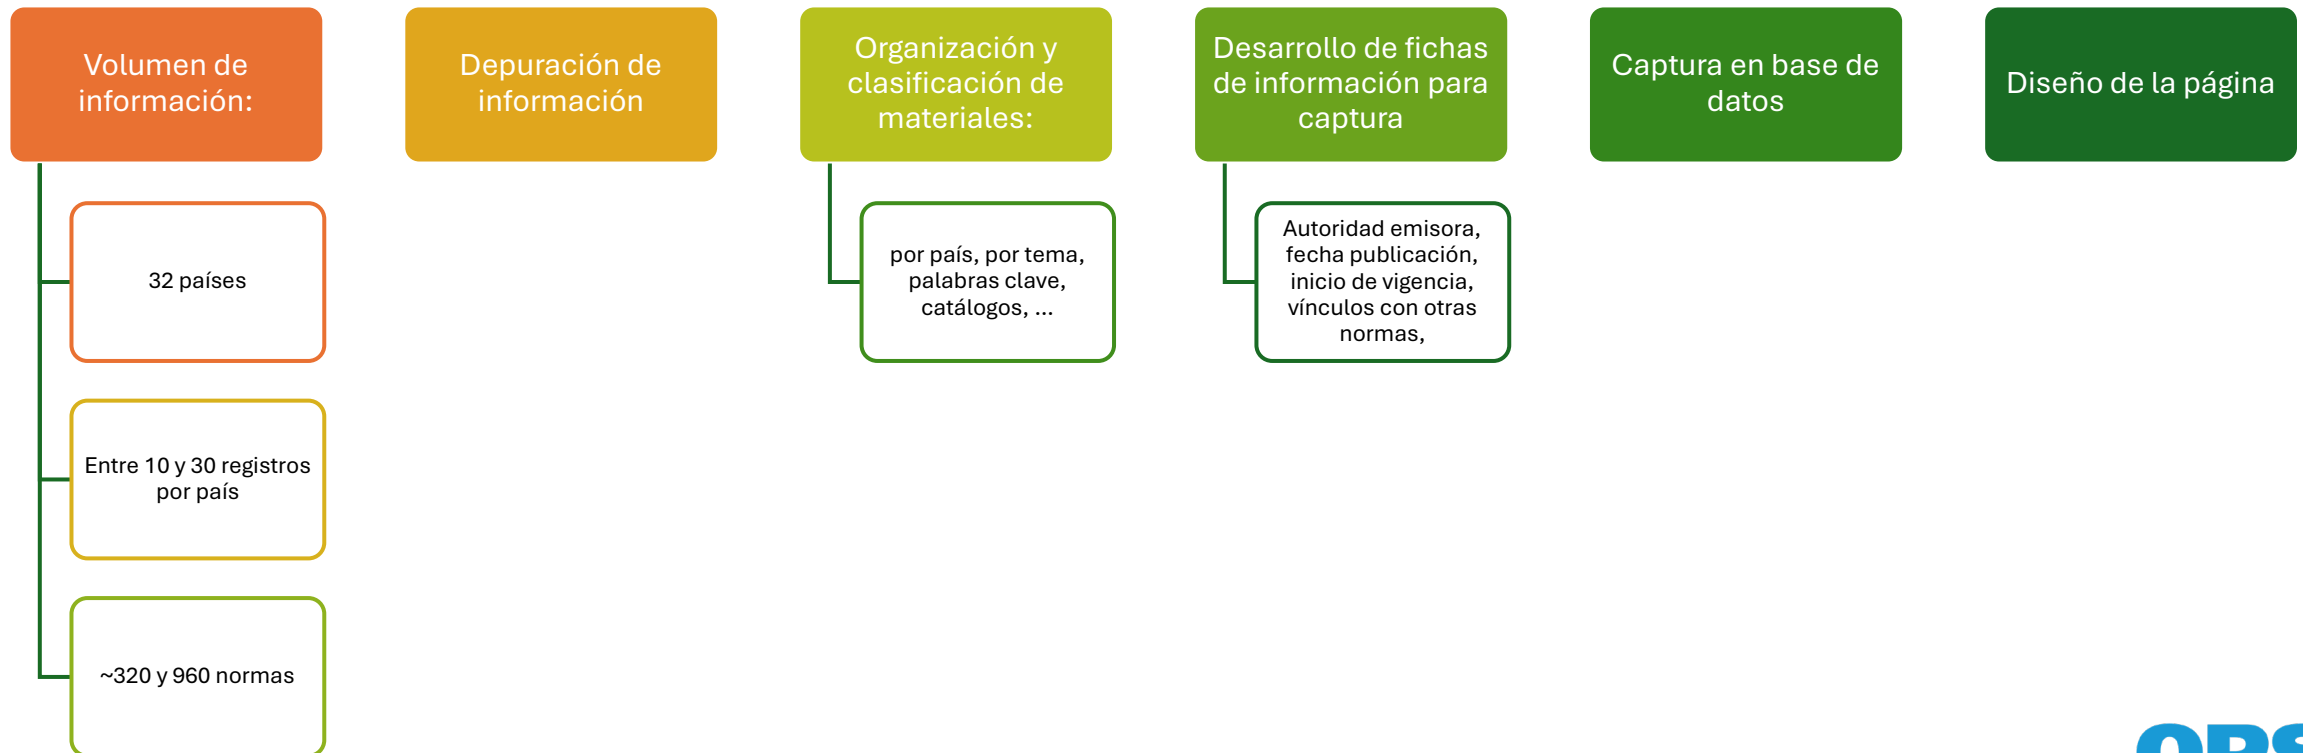 Volumen de
información:
32 países
Entre 10 y 30 registros
por país
~320 y 960 normas
Depuración de
información
Organización y
clasificación de
materiales:
por país, por tema,
palabras clave,
catálogos, ...
Desarrollo de fichas
de información para
captura
Autoridad emisora,
fecha publicación,
inicio de vigencia,
vínculos con otras
normas,
Captura en base de
datos
Diseño de la página